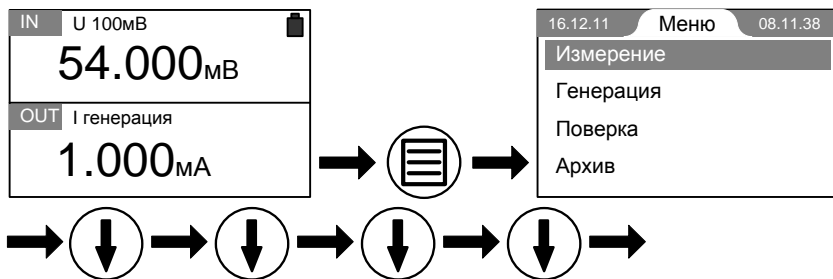 IN U 100мВ
54.000мВ
OUT I генерация
1.000мА
16.12.11 Меню 08.11.38
Измерение
Генерация
Поверка
Архив